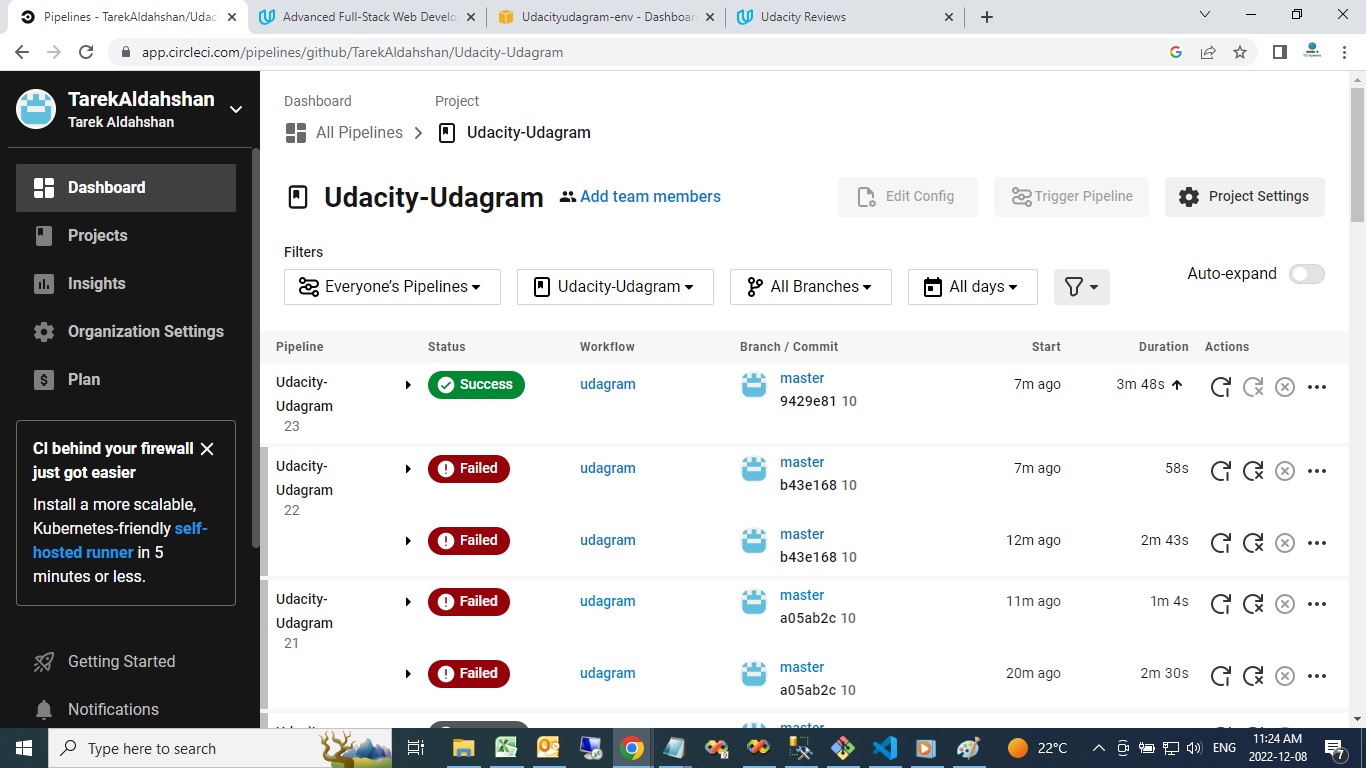 Pipelines - TarekAldahshan/Udac
Advanced Full-Stack Web Develo
Udacityudagram-env - Dashboar
Udacity Reviews
app.circleci.com/pipelines/github/TarekAldahshan/Udacity-Udagram
TarekAldahshan
Tarek Aldahshan
Dashboard
Projects
Insights
Organization Settings
Plan
CI behind your firewall
just got easier
Install a more scalable,
Kubernetes-friendly self-
hosted runner in 5
minutes or less.
Getting Started
Notifications
Dashboard Project
All Pipelines Udacity-Udagram
Udacity-Udagram Add team members Edit Config Trigger Pipeline Project Settings
Filters
Everyone’s Pipelines Udacity-Udagram All Branches All days Auto-expand
Pipeline Status Workflow Branch / Commit Start Duration Actions
Udacity-
Udagram
23
Success udagram master 7m ago 3m 48s
9429e81 10
Udacity-
Udagram
22
Failed udagram master 7m ago 58s
b43e168 10
Failed udagram master 12m ago 2m 43s
b43e168 10
Udacity-
Udagram
21
Failed udagram master 11m ago 1m 4s
a05ab2c 10
Failed udagram master 20m ago 2m 30s
a05ab2c 10
Type here to search
22°C
ENG
11:24 AM
2022-12-08
7